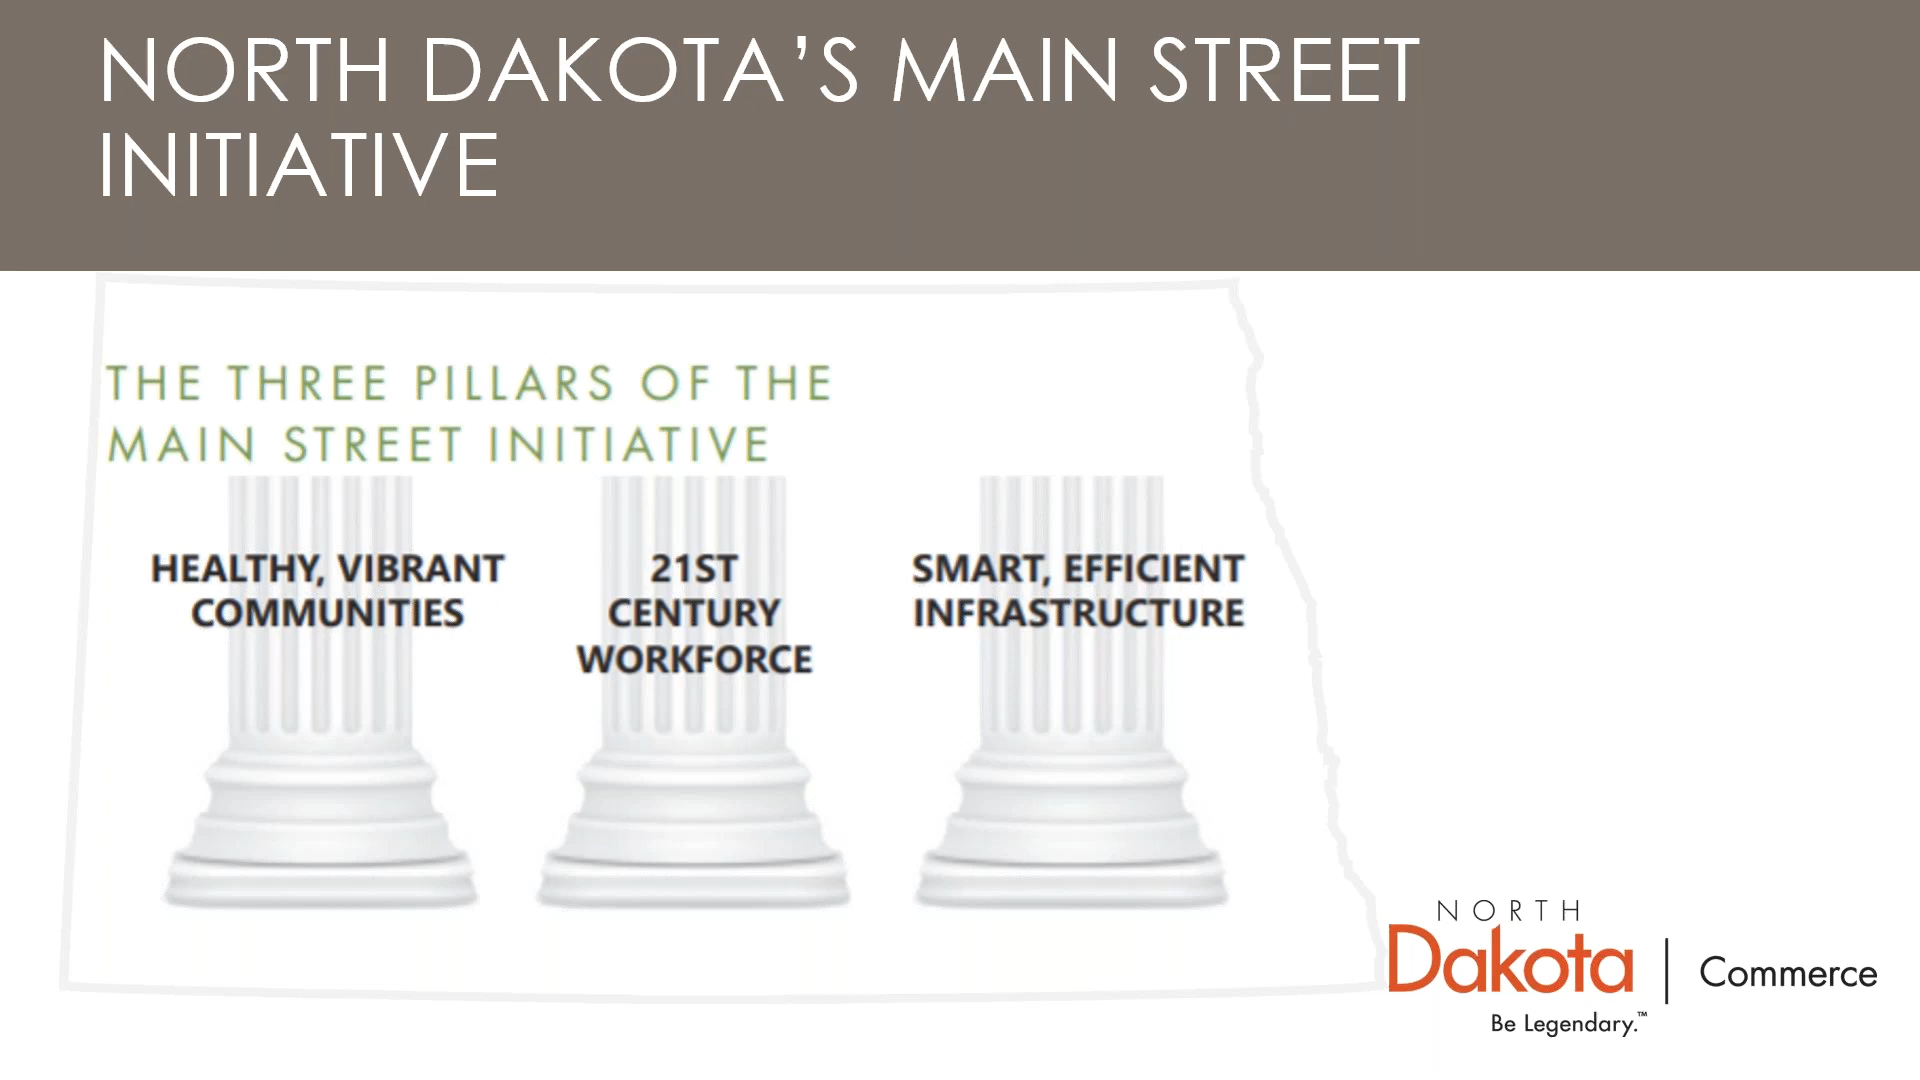 NORTH DAKOTA’S MAIN STREET
INITIATIVE
THE THREE PILLARS OF THE
MAIN STREET INITIATIVE
HEALTHY, VIBRANT
COMMUNITIES
21ST
CENTURY
WORKFORCE
SMART, EFFICIENT
INFRASTRUCTURE
NORTH
Dakota
Commerce
Be Legendary.™